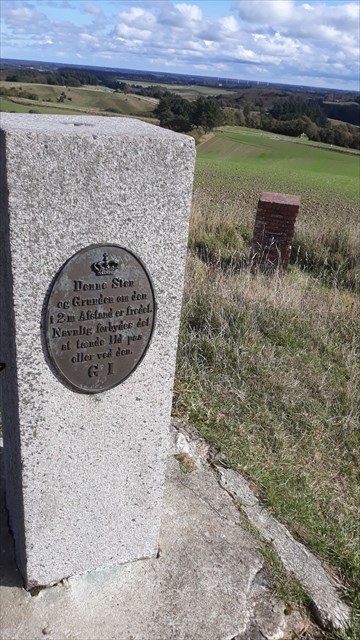 Denne Sten
og Grunden om den
i 2 m Afstand er fredet.
Navnlig forbydes det
at tænde Ild paa
eller ved den.
G I